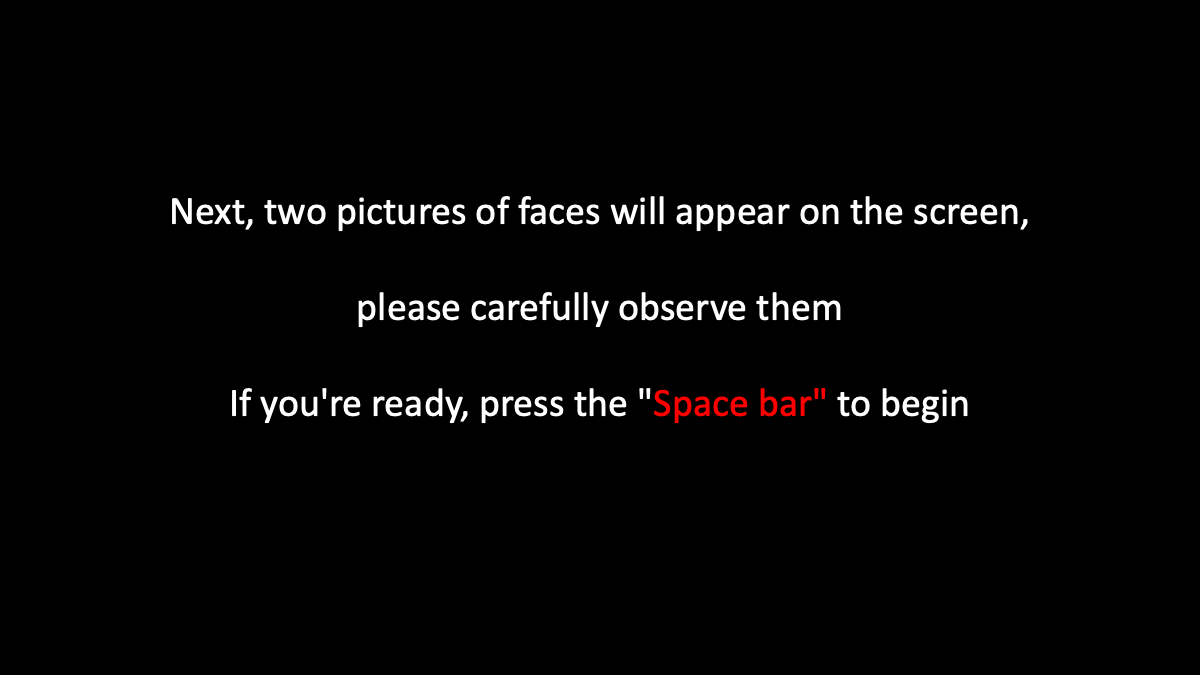 Next, two pictures of faces will appear on the screen,
please carefully observe them
If you're ready, press the "Space bar" to begin